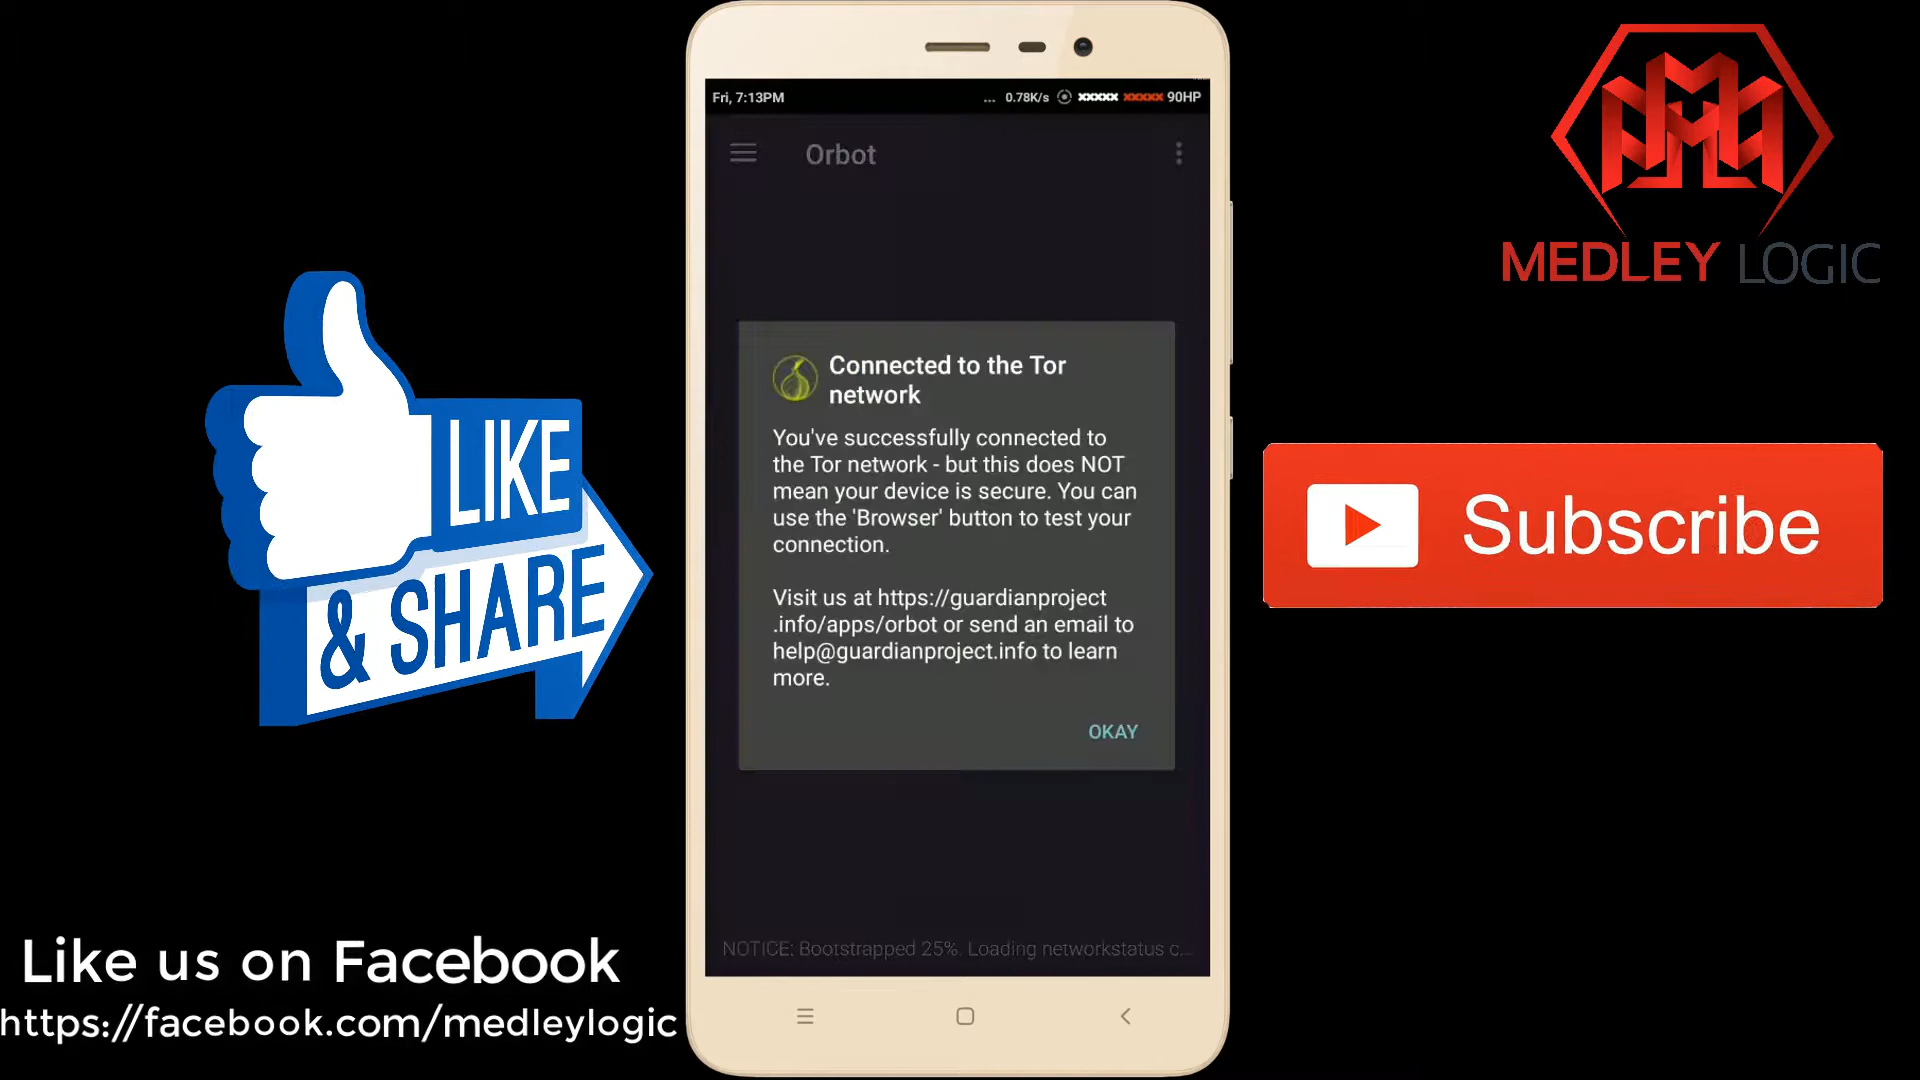 Fri, 7:13PM
... 0.78K/s xxxxx xxxxx 90HP
Orbot
Connected to the Tor
network
You've successfully connected to
the Tor network - but this does NOT
mean your device is secure. You can
use the 'Browser' button to test your
connection.
Visit us at https://guardianproject
.info/apps/orbot or send an email to
help@guardianproject.info to learn
more.
OKAY
NOTICE: Bootstrapped 25%. Loading networkstatus c...
LIKE
& SHARE
MEDLEY LOGIC
Subscribe
Like us on Facebook
https://facebook.com/medleylogic